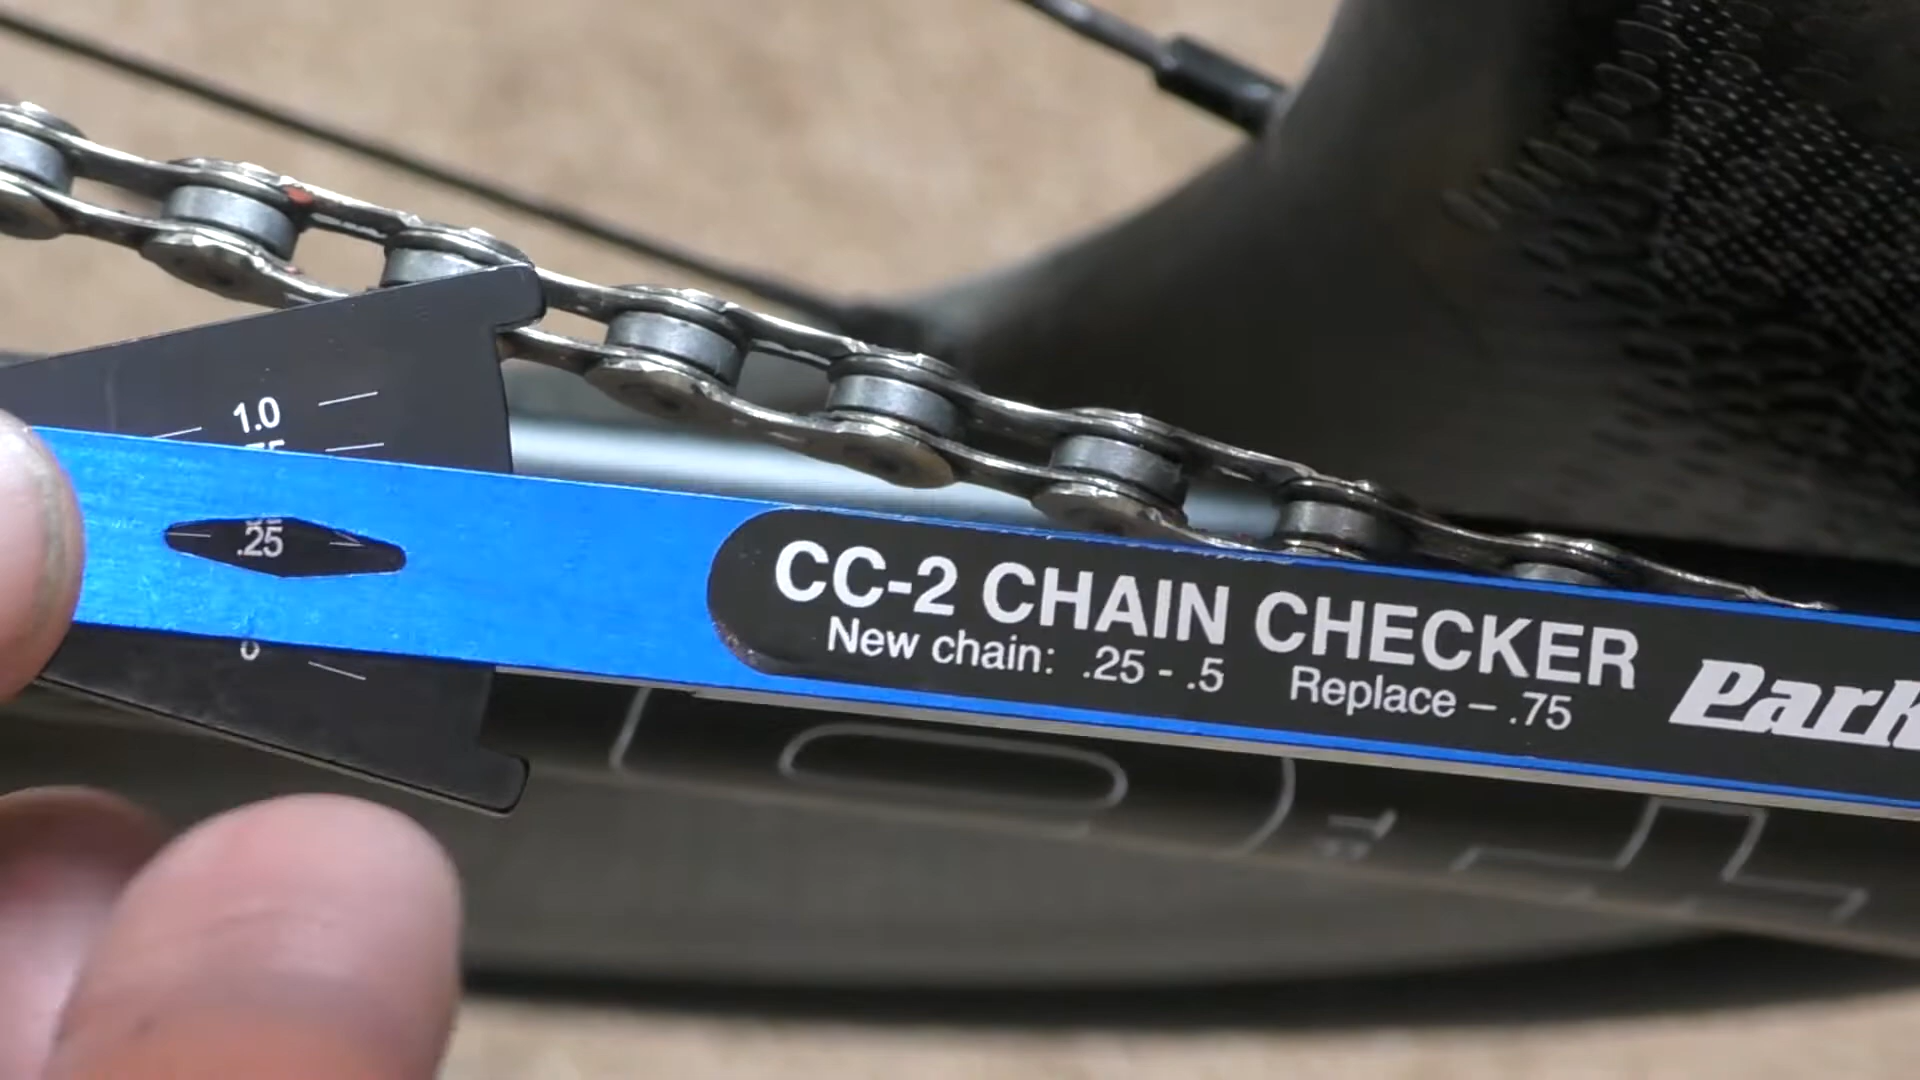 1.0
.25
0
CC-2 CHAIN CHECKER
New chain: .25 - .5 Replace – .75
Park